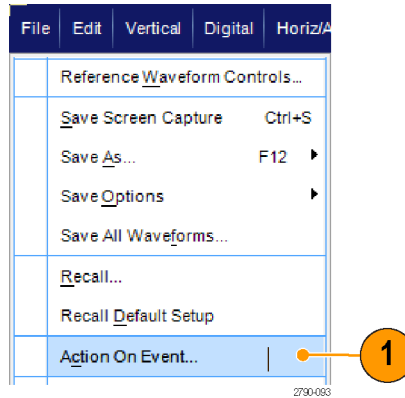 File Edit Vertical Digital Horiz/A
Reference Waveform Controls...
Save Screen Capture Ctrl+S
Save As... F12
Save Options
Save All Waveforms...
Recall...
Recall Default Setup
Action On Event...
1
2790-093